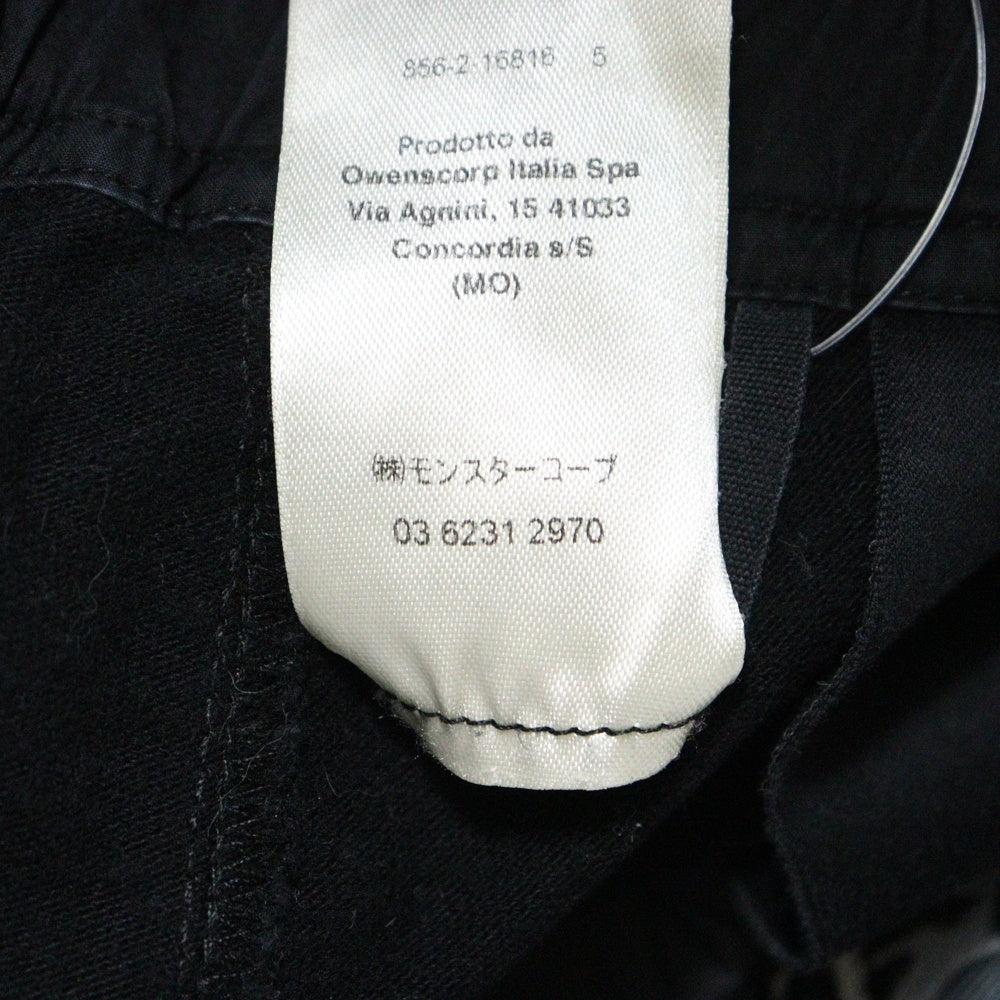 856-2 16816 5
Prodotto da
Owenscorp Italia Spa
Via Agnini, 15 41033
Concordia s/S
(MO)
㈱モンスターコープ
03 6231 2970